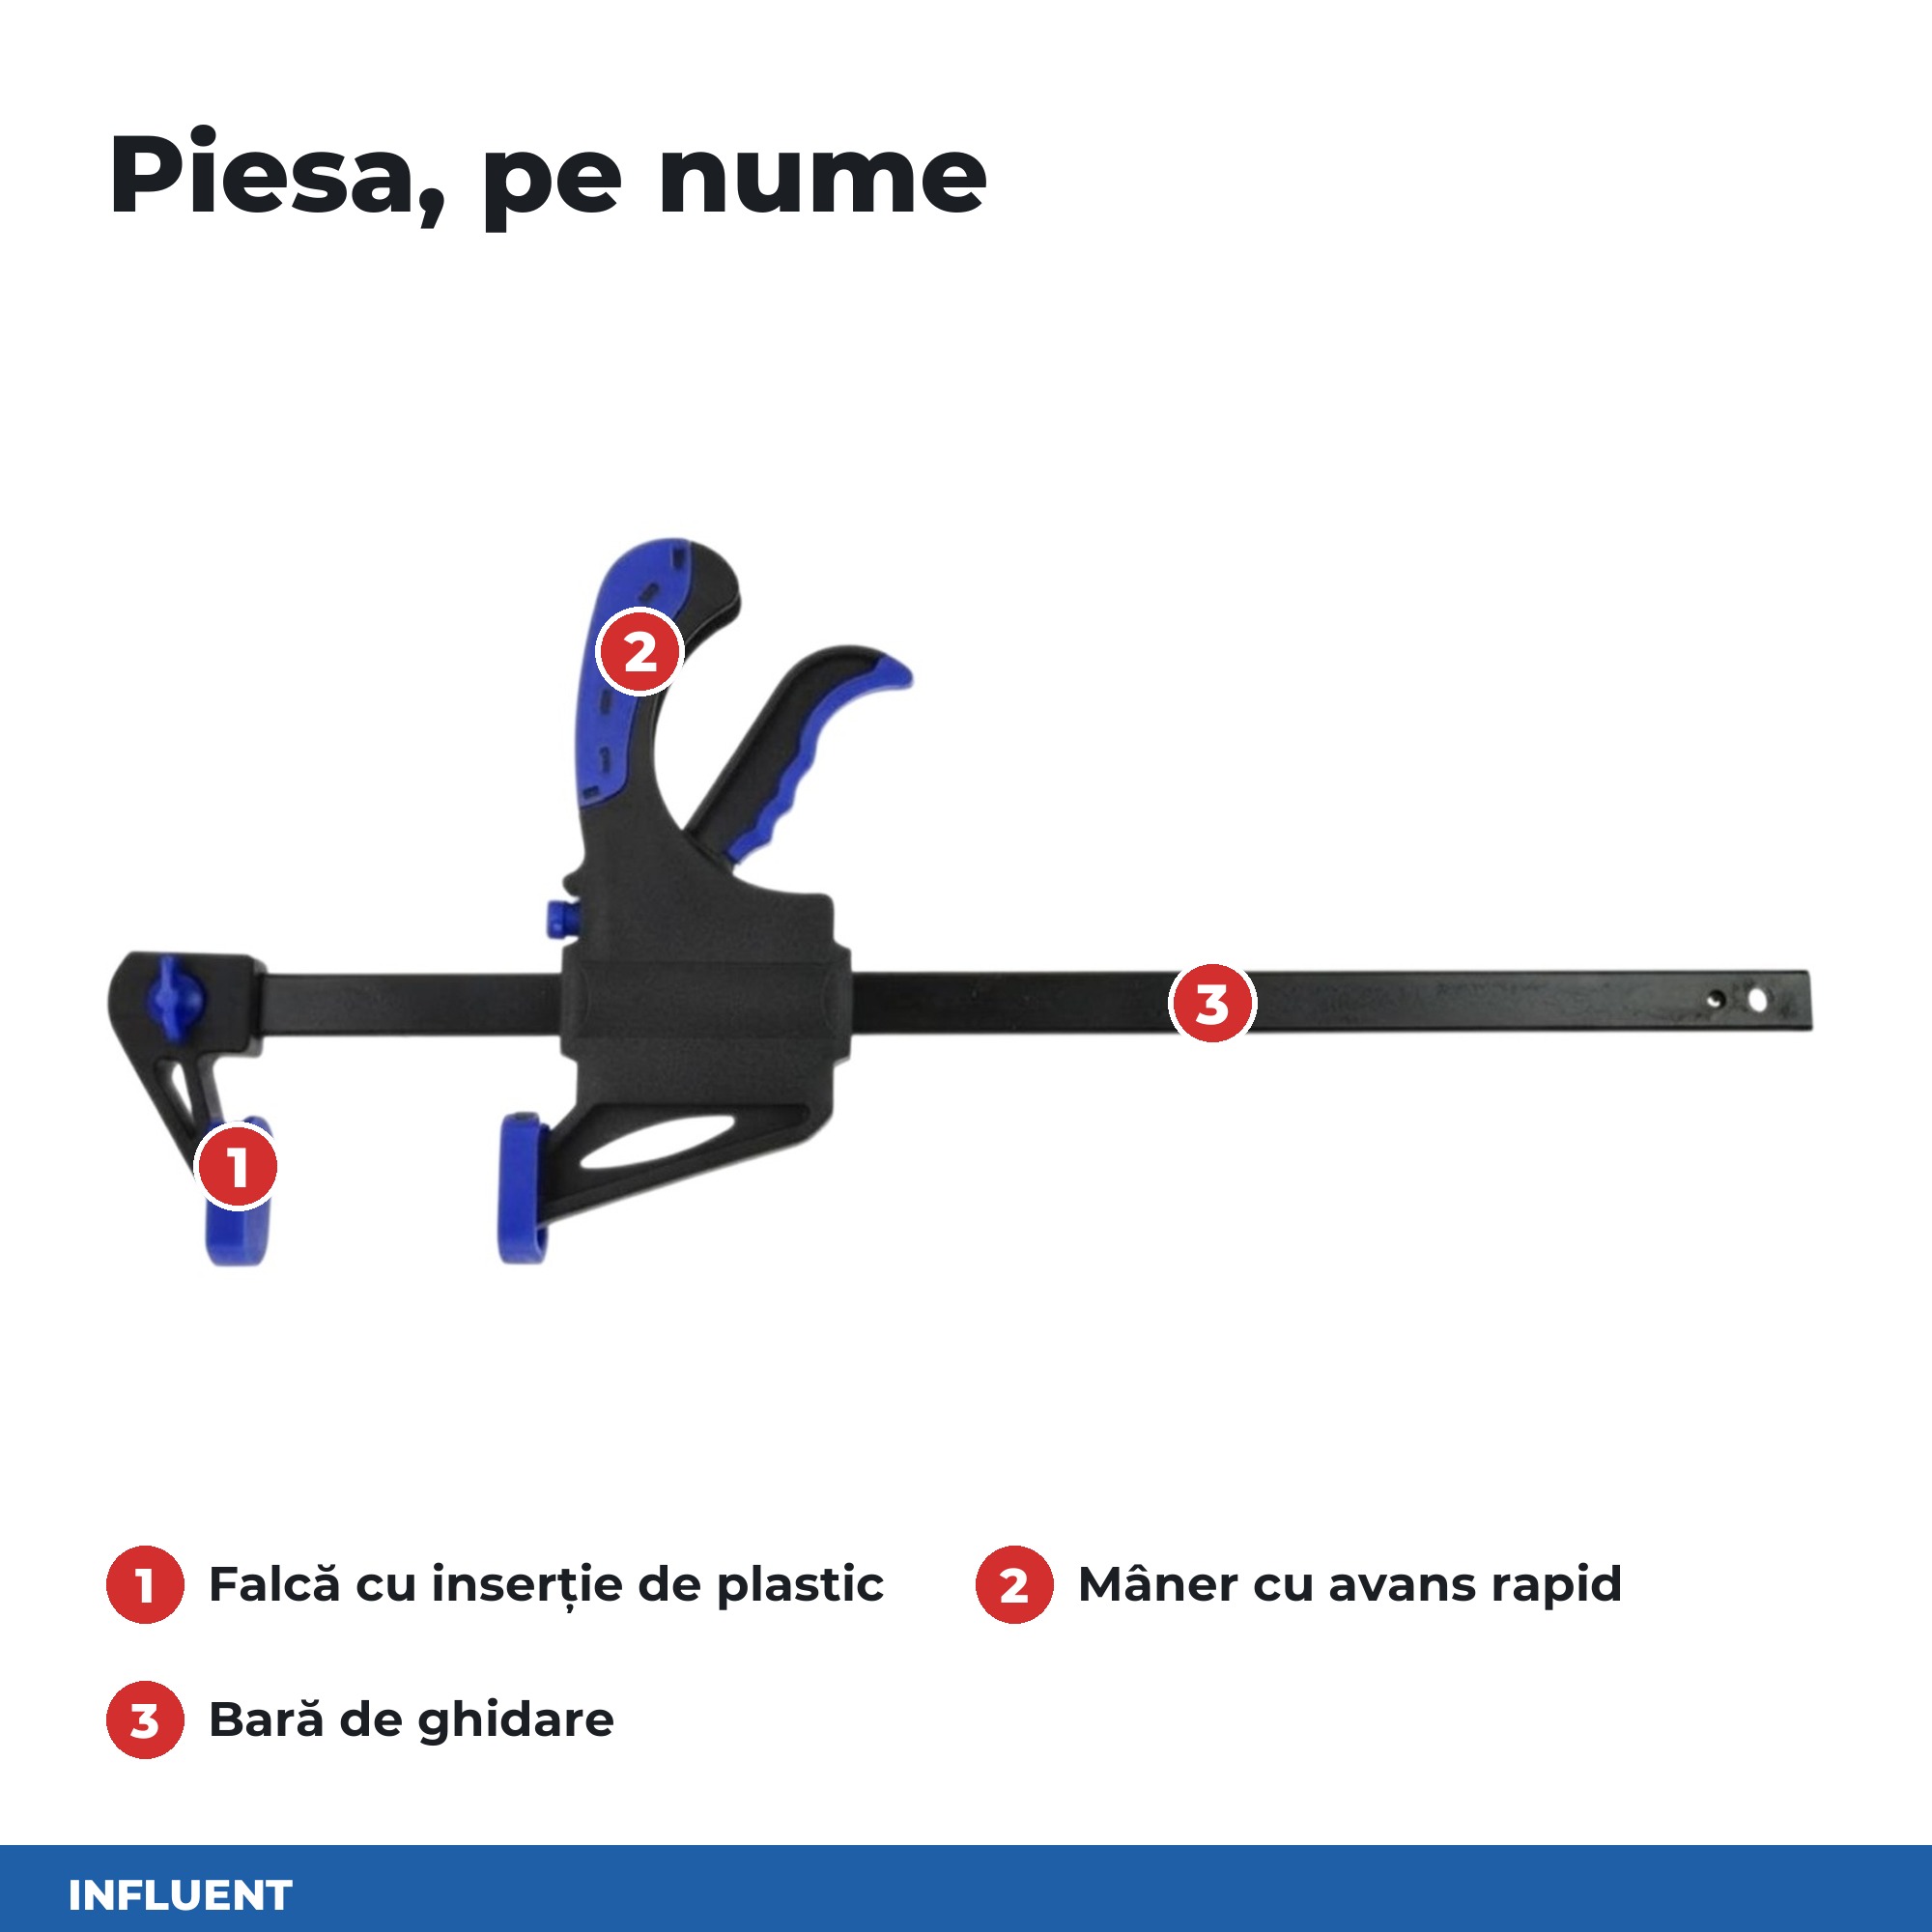 Piesa, pe nume
2
3
1
1 Falcă cu inserție de plastic
2 Mâner cu avans rapid
3 Bară de ghidare
INFLUENT